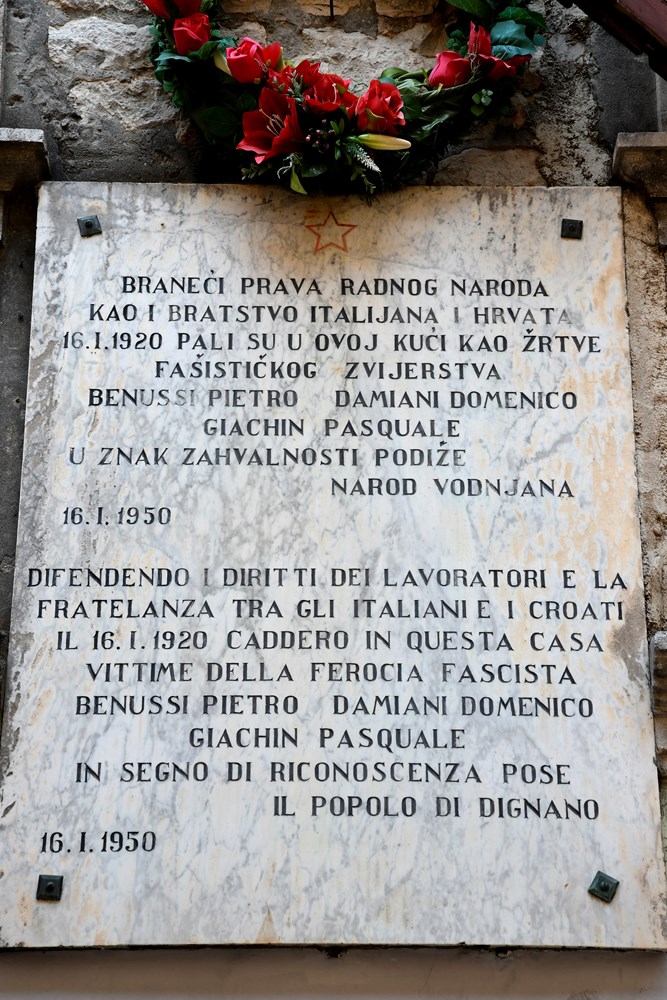 BRANEĆI PRAVA RADNOG NARODA
KAO I BRATSTVO ITALIJANA I HRVATA
16.I.1920 PALI SU U OVOJ KUĆI KAO ŽRTVE
FAŠISTIČKOG ZVIJERSTVA
BENUSSI PIETRO DAMIANI DOMENICO
GIACHIN PASQUALE
U ZNAK ZAHVALNOSTI PODIŽE
NAROD VODNJANA
16.I.1950
DIFENDENDO I DIRITTI DEI LAVORATORI E LA
FRATELANZA TRA GLI ITALIANI E I CROATI
IL 16.I.1920 CADDERO IN QUESTA CASA
VITTIME DELLA FEROCIA FASCISTA
BENUSSI PIETRO DAMIANI DOMENICO
GIACHIN PASQUALE
IN SEGNO DI RICONOSCENZA POSE
IL POPOLO DI DIGNANO
16.I.1950